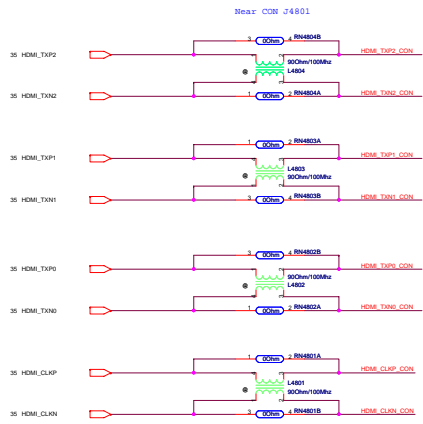 Near CON J4801
3 0Ohm 4 RN4804B
35 HDMI_TXP2 HDMI_TXP2_CON
90Ohm/100Mhz
L4804
35 HDMI_TXN2 1 0Ohm 2 RN4804A HDMI_TXN2_CON
1 0Ohm 2 RN4803A
35 HDMI_TXP1 HDMI_TXP1_CON
L4803
90Ohm/100Mhz
35 HDMI_TXN1 3 0Ohm 4 RN4803B HDMI_TXN1_CON
3 0Ohm 4 RN4802B
35 HDMI_TXP0 HDMI_TXP0_CON
90Ohm/100Mhz
L4802
35 HDMI_TXN0 1 0Ohm 2 RN4802A HDMI_TXN0_CON
1 0Ohm 2 RN4801A
35 HDMI_CLKP HDMI_CLKP_CON
L4801
90Ohm/100Mhz
35 HDMI_CLKN 3 0Ohm 4 RN4801B HDMI_CLKN_CON